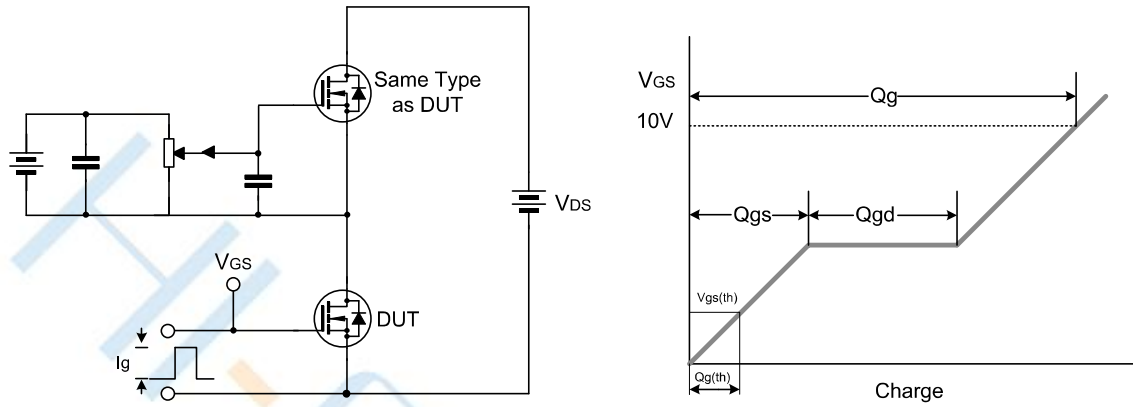 Same Type
as DUT
VDS
VGS
DUT
Ig
VGS
10V
Qg
Qgs
Qgd
Vgs(th)
Qg(th)
Charge